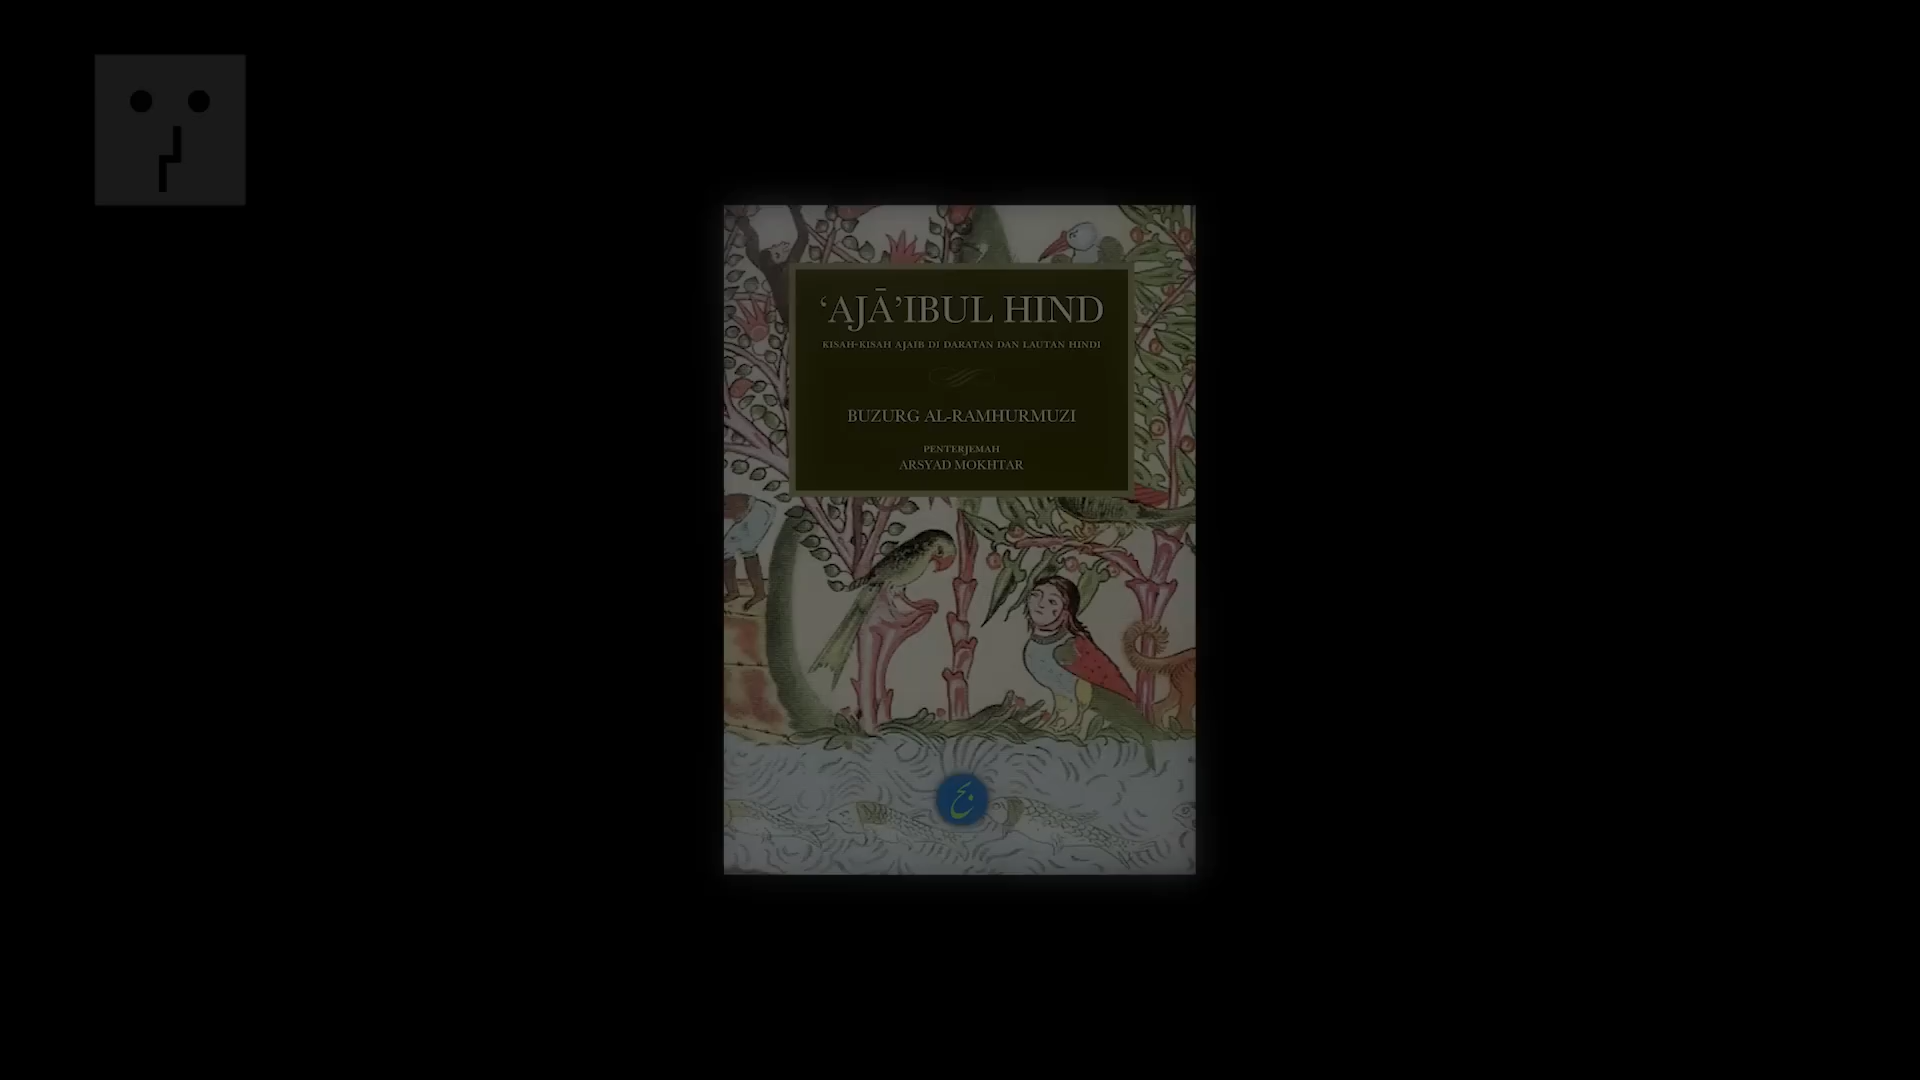 ‘AJĀ’IBUL HIND
KISAH-KISAH AJAIB DI DARATAN DAN LAUTAN HINDI
BUZURG AL-RAMHURMUZI
PENTERJEMAH
ARSYAD MOKHTAR